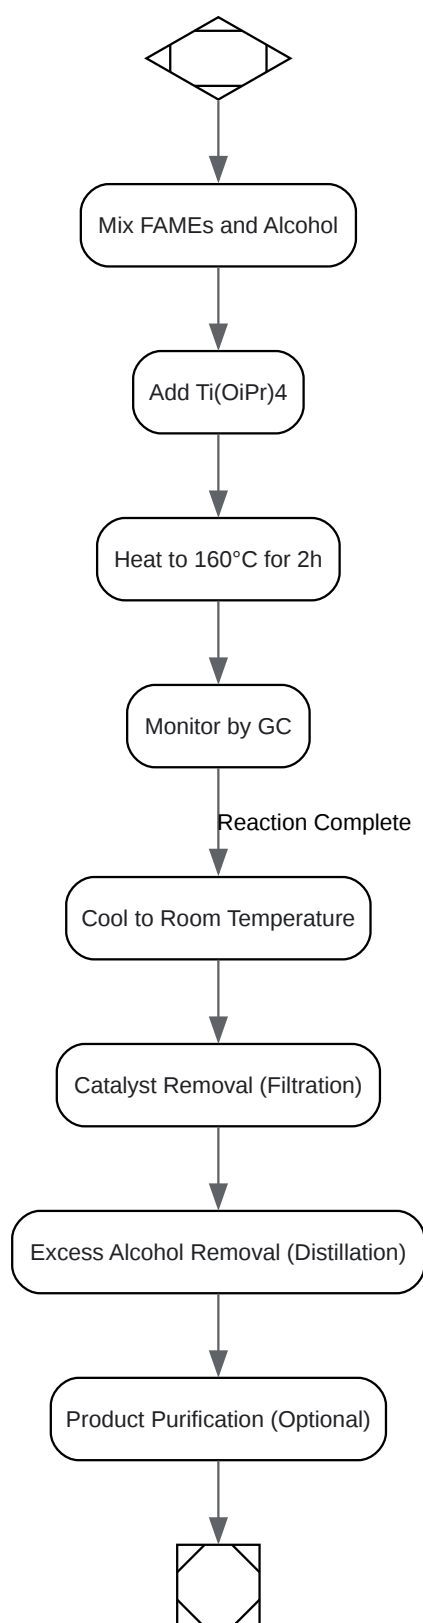 Mix FAMEs and Alcohol
Add Ti(OiPr)4
Heat to 160°C for 2h
Monitor by GC
Reaction Complete
Cool to Room Temperature
Catalyst Removal (Filtration)
Excess Alcohol Removal (Distillation)
Product Purification (Optional)